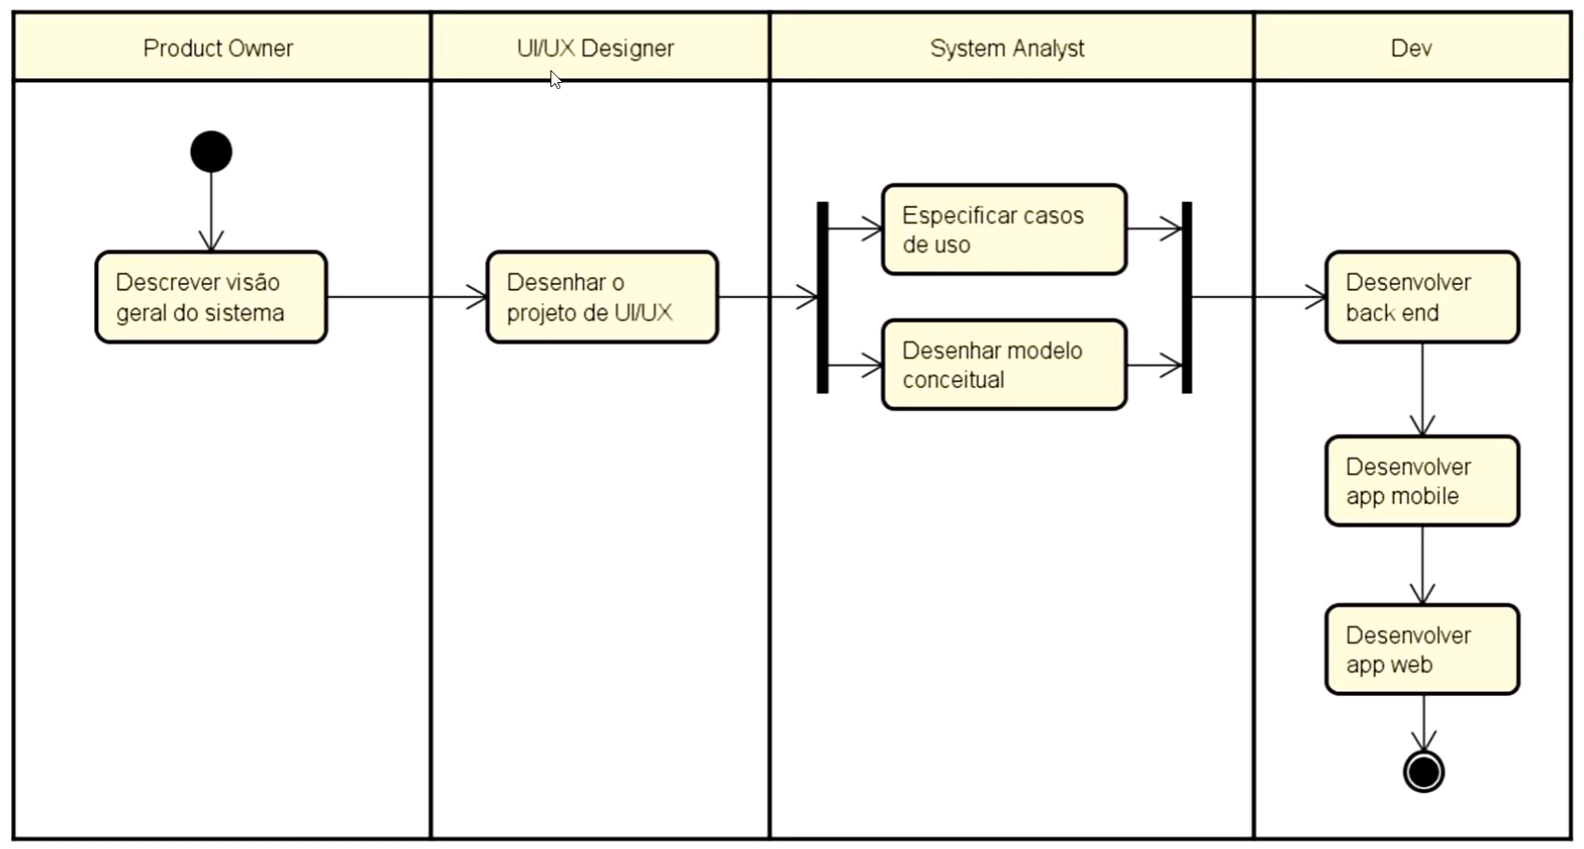 Product Owner
UI/UX Designer
System Analyst
Dev
Descrever visão
geral do sistema
Desenhar o
projeto de UI/UX
Especificar casos
de uso
Desenhar modelo
conceitual
Desenvolver
back end
Desenvolver
app mobile
Desenvolver
app web